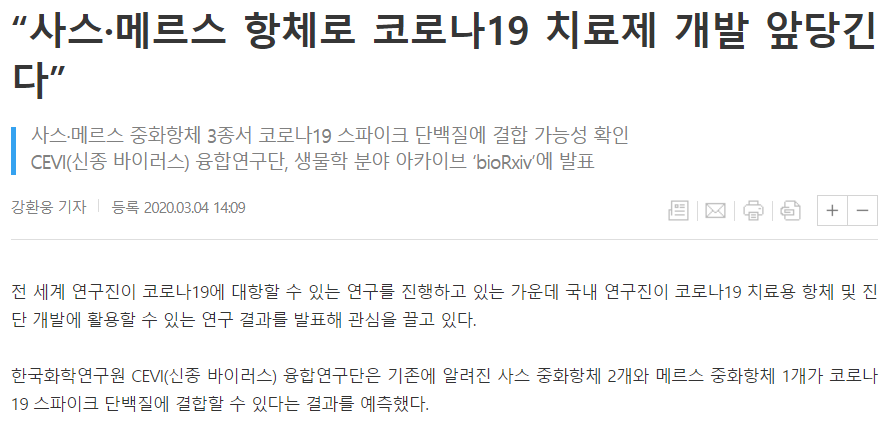 “사스·메르스 항체로 코로나19 치료제 개발 앞당긴
다”
사스·메르스 중화항체 3종서 코로나19 스파이크 단백질에 결합 가능성 확인
CEVI(신종 바이러스) 융합연구단, 생물학 분야 아카이브 ‘bioRxiv’에 발표
강환웅 기자 등록 2020.03.04 14:09
전 세계 연구진이 코로나19에 대항할 수 있는 연구를 진행하고 있는 가운데 국내 연구진이 코로나19 치료용 항체 및 진
단 개발에 활용할 수 있는 연구 결과를 발표해 관심을 끌고 있다.
한국화학연구원 CEVI(신종 바이러스) 융합연구단은 기존에 알려진 사스 중화항체 2개와 메르스 중화항체 1개가 코로나
19 스파이크 단백질에 결합할 수 있다는 결과를 예측했다.